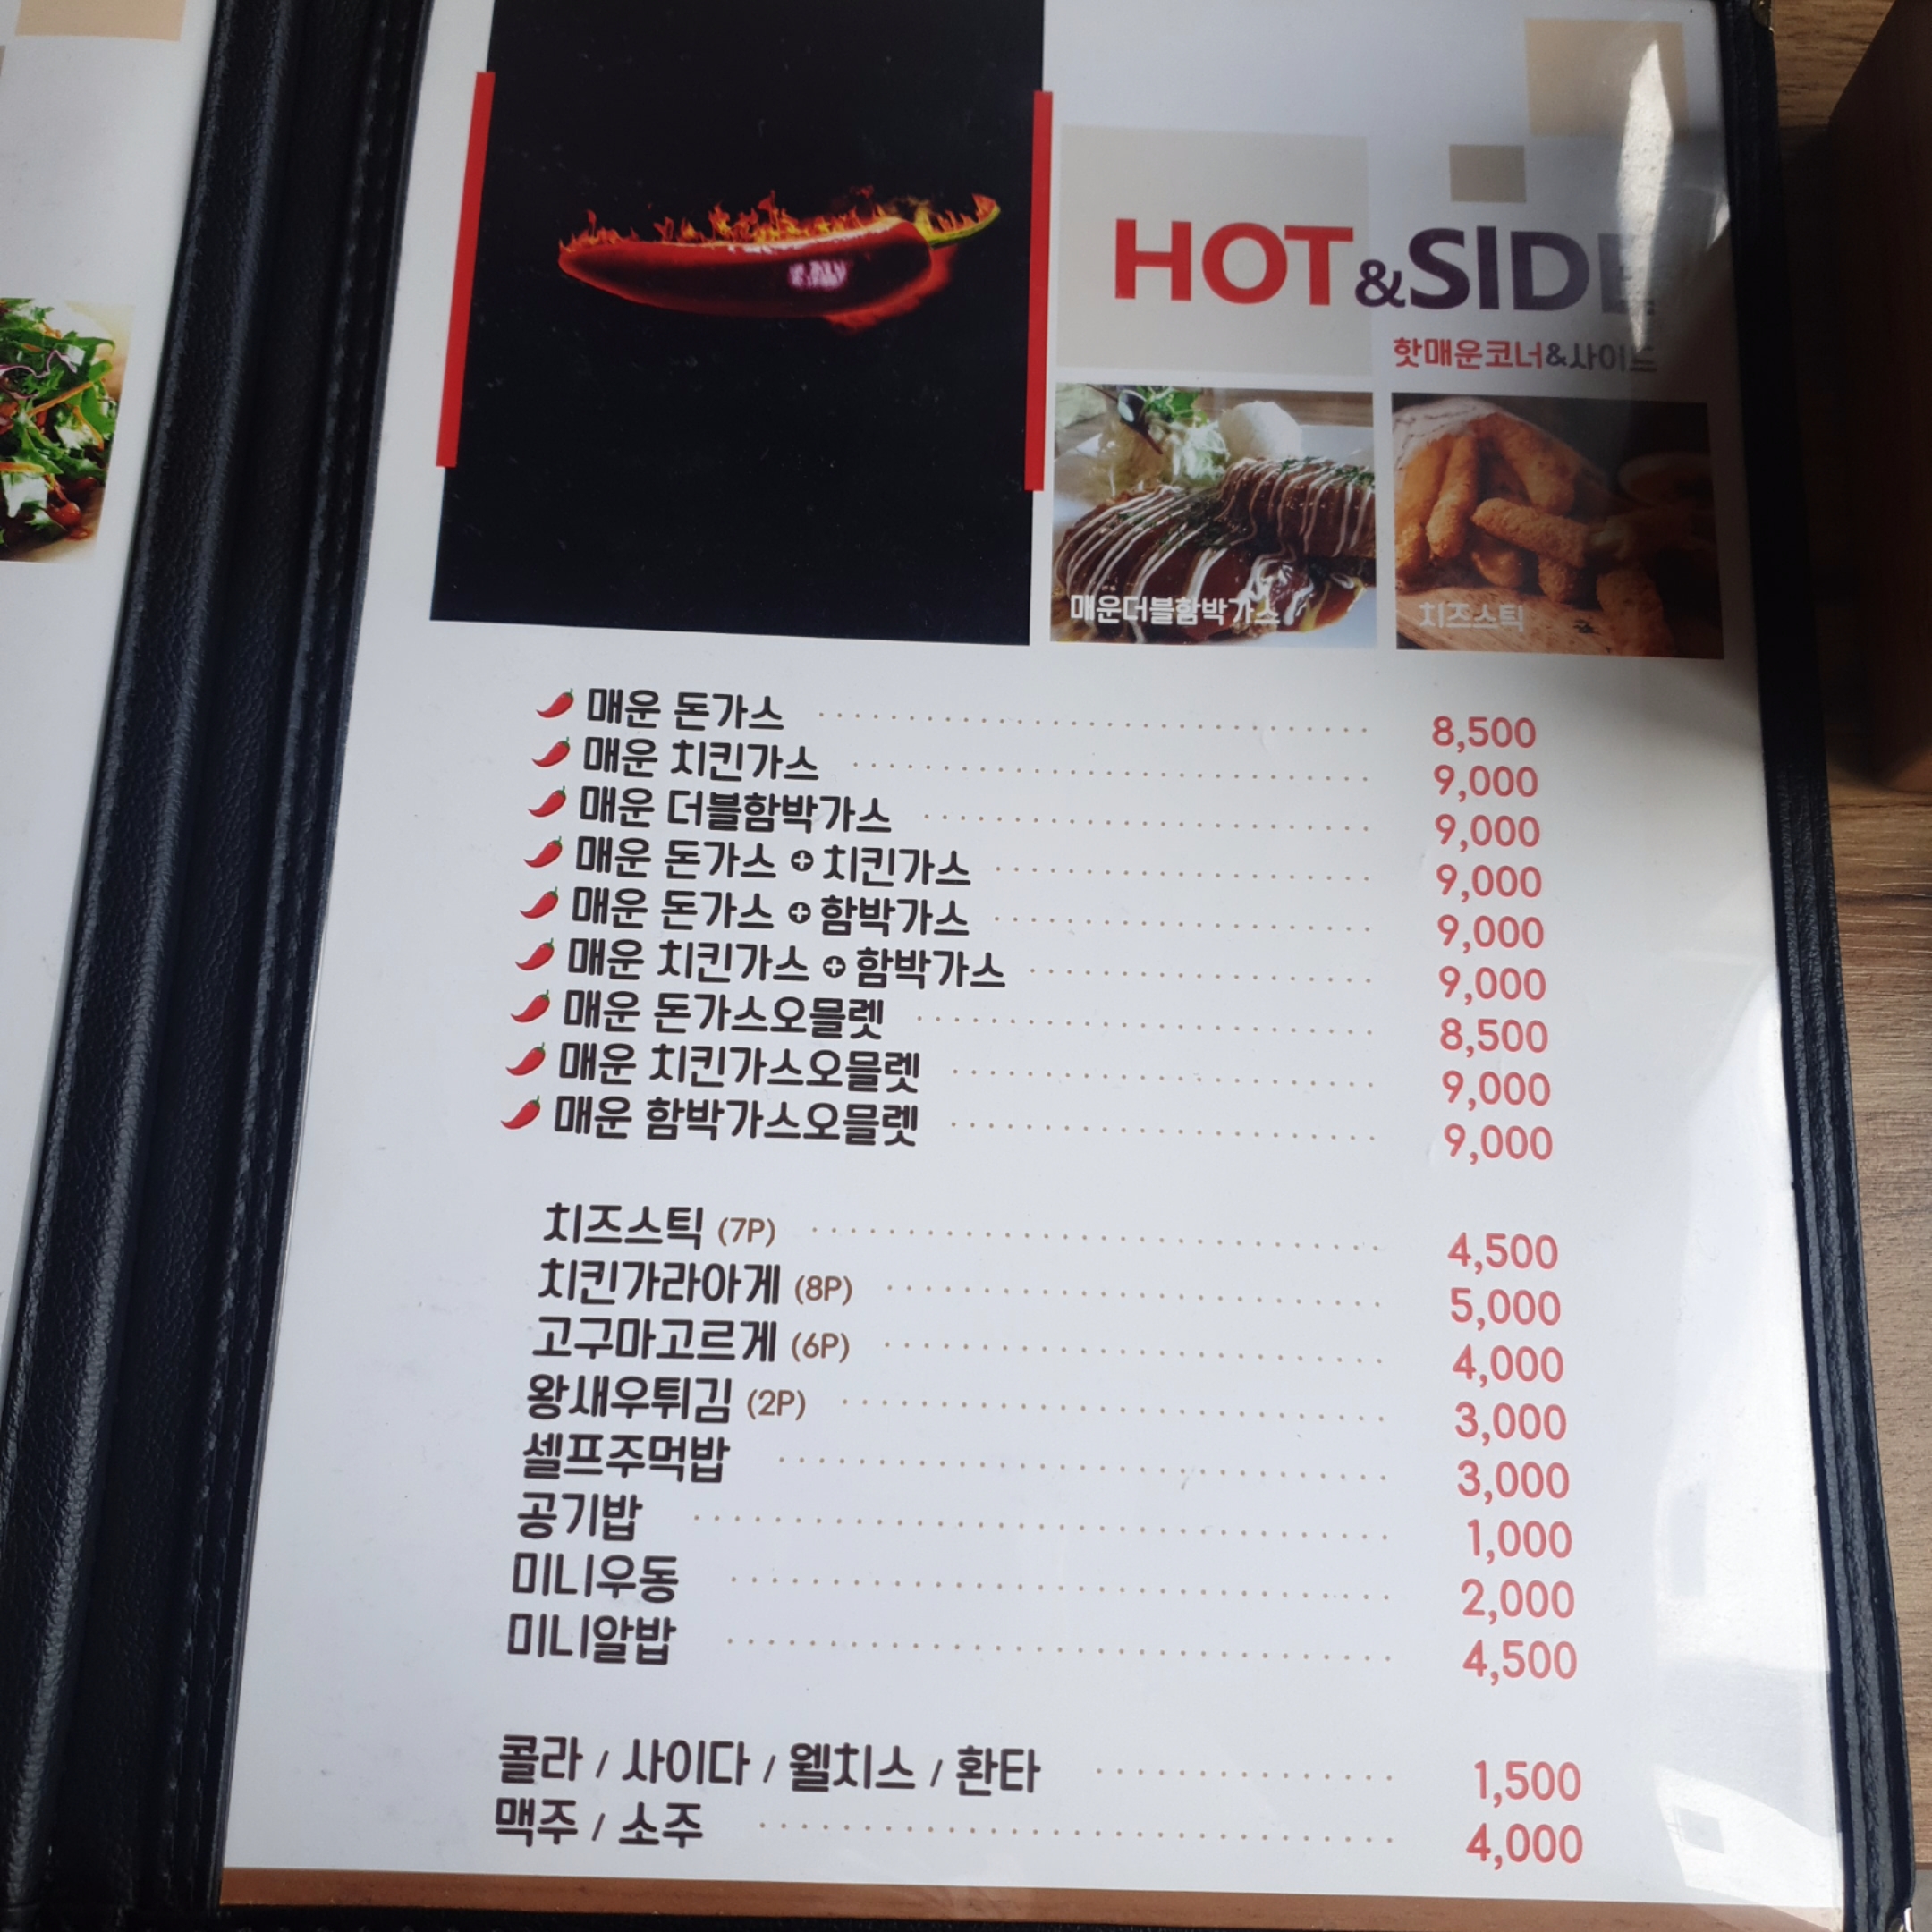 HOT&SIDE
핫매운코너&사이드
매운더블함박가스
치즈스틱
매운 돈가스 8,500
매운 치킨가스 9,000
매운 더블함박가스 9,000
매운 돈가스 + 치킨가스 9,000
매운 돈가스 + 함박가스 9,000
매운 치킨가스 + 함박가스 9,000
매운 돈가스오믈렛 8,500
매운 치킨가스오믈렛 9,000
매운 함박가스오믈렛 9,000
치즈스틱 (7P) 4,500
치킨가라아게 (8P) 5,000
고구마고르게 (6P) 4,000
왕새우튀김 (2P) 3,000
셀프주먹밥 3,000
공기밥 1,000
미니우동 2,000
미니알밥 4,500
콜라 / 사이다 / 웰치스 / 환타 1,500
맥주 / 소주 4,000